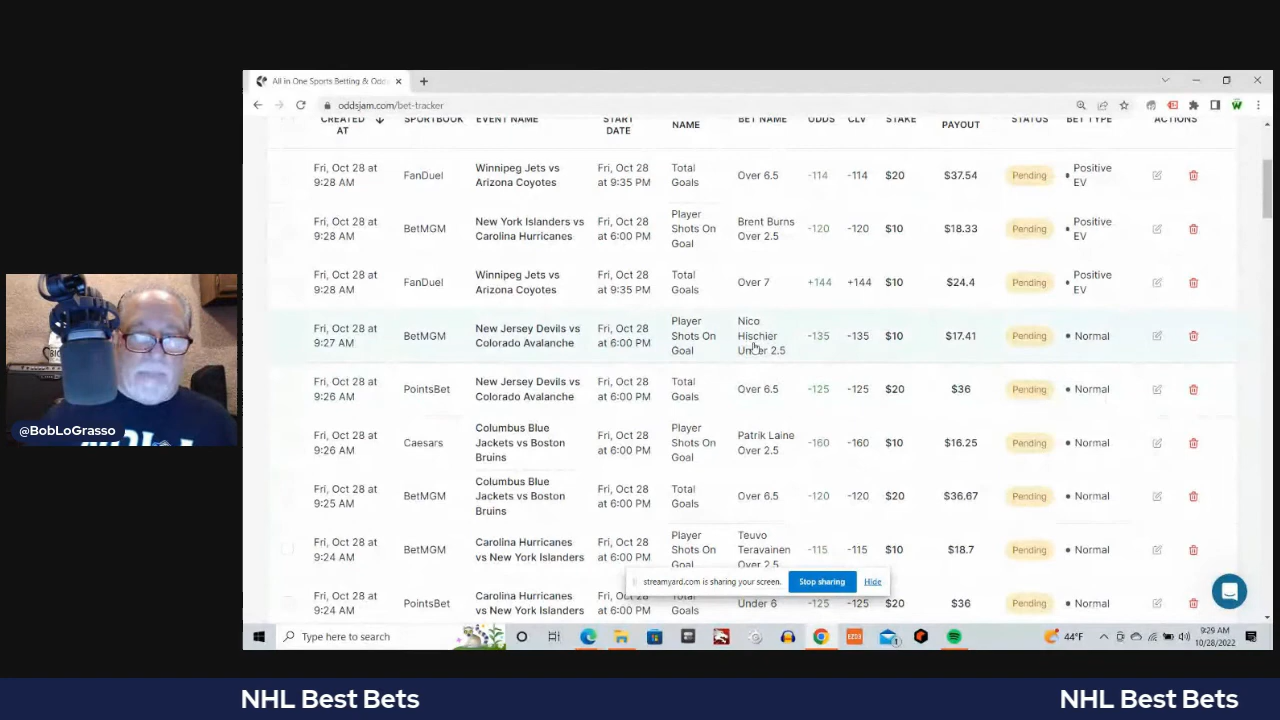 All in One Sports Betting & Odds
oddsjam.com/bet-tracker
CREATED AT SPORTBOOK EVENT NAME START DATE NAME BET NAME ODDS CLV STAKE PAYOUT STATUS BET TYPE ACTIONS
Fri, Oct 28 at 9:28 AM FanDuel Winnipeg Jets vs Arizona Coyotes Fri, Oct 28 at 9:35 PM Total Goals Over 6.5 -114 -114 $20 $37.54 Pending • Positive EV
Fri, Oct 28 at 9:28 AM BetMGM New York Islanders vs Carolina Hurricanes Fri, Oct 28 at 6:00 PM Player Shots On Goal Brent Burns Over 2.5 -120 -120 $10 $18.33 Pending • Positive EV
Fri, Oct 28 at 9:28 AM FanDuel Winnipeg Jets vs Arizona Coyotes Fri, Oct 28 at 9:35 PM Total Goals Over 7 +144 +144 $10 $24.4 Pending • Positive EV
Fri, Oct 28 at 9:27 AM BetMGM New Jersey Devils vs Colorado Avalanche Fri, Oct 28 at 6:00 PM Player Shots On Goal Nico Hischier Under 2.5 -135 -135 $10 $17.41 Pending • Normal
Fri, Oct 28 at 9:26 AM PointsBet New Jersey Devils vs Colorado Avalanche Fri, Oct 28 at 6:00 PM Total Goals Over 6.5 -125 -125 $20 $36 Pending • Normal
Fri, Oct 28 at 9:26 AM Caesars Columbus Blue Jackets vs Boston Bruins Fri, Oct 28 at 6:00 PM Player Shots On Goal Patrik Laine Over 2.5 -160 -160 $10 $16.25 Pending • Normal
Fri, Oct 28 at 9:25 AM BetMGM Columbus Blue Jackets vs Boston Bruins Fri, Oct 28 at 6:00 PM Total Goals Over 6.5 -120 -120 $20 $36.67 Pending • Normal
Fri, Oct 28 at 9:24 AM BetMGM Carolina Hurricanes vs New York Islanders Fri, Oct 28 at 6:00 PM Player Shots On Goal Teuvo Teravainen Over 2.5 -115 -115 $10 $18.7 Pending • Normal
Fri, Oct 28 at 9:24 AM PointsBet Carolina Hurricanes vs New York Islanders Fri, Oct 28 at 6:00 PM Total Goals Under 6 -125 -125 $20 $36 Pending • Normal
streamyard.com is sharing your screen. Stop sharing Hide
@BobLoGrasso
Type here to search
44°F
9:29 AM
10/28/2022
NHL Best Bets
NHL Best Bets